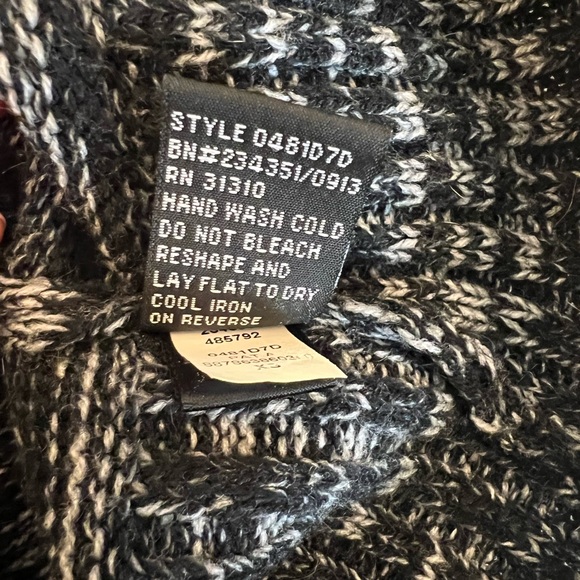 STYLE 0481D7D
BN#234351/0913
RN 31310
HAND WASH COLD
DO NOT BLEACH
RESHAPE AND
LAY FLAT TO DRY
COOL IRON
ON REVERSE
485792
0481D7D
XS